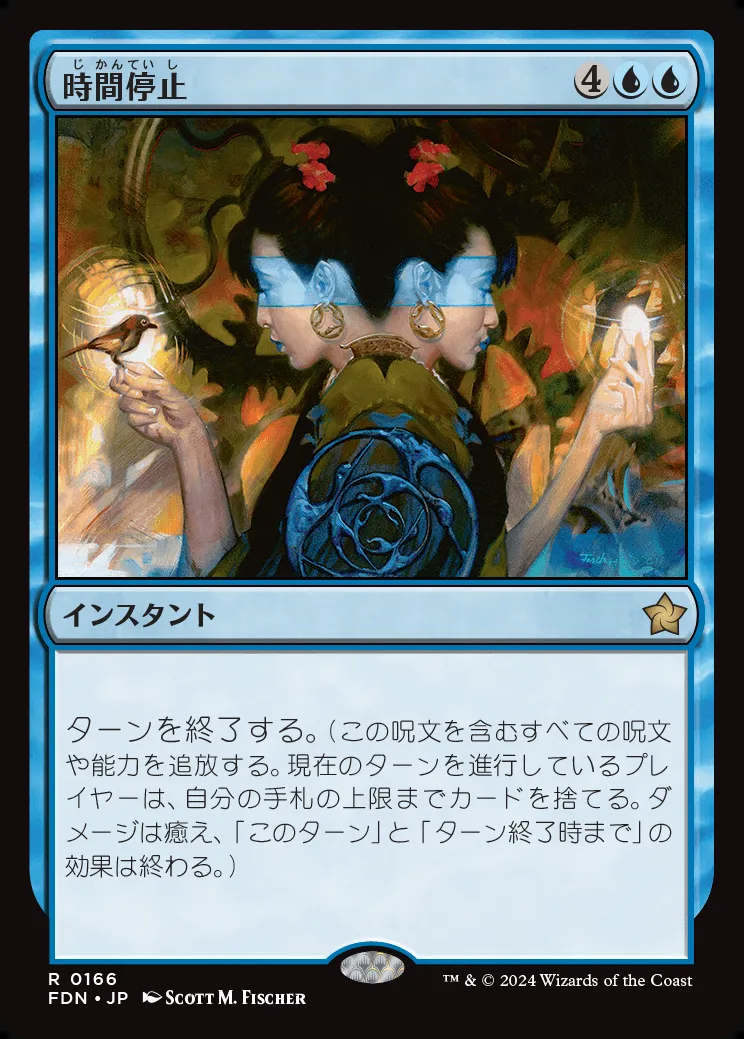 じかんていし
時間停止
4
インスタント
ターンを終了する。（この呪文を含むすべての呪文
や能力を追放する。現在のターンを進行しているプレ
イヤーは、自分の手札の上限までカードを捨てる。ダ
メージは癒え、「このターン」と「ターン終了時まで」の
効果は終わる。）
R 0166
FDN • JP SCOTT M. FISCHER
™ & © 2024 Wizards of the Coast